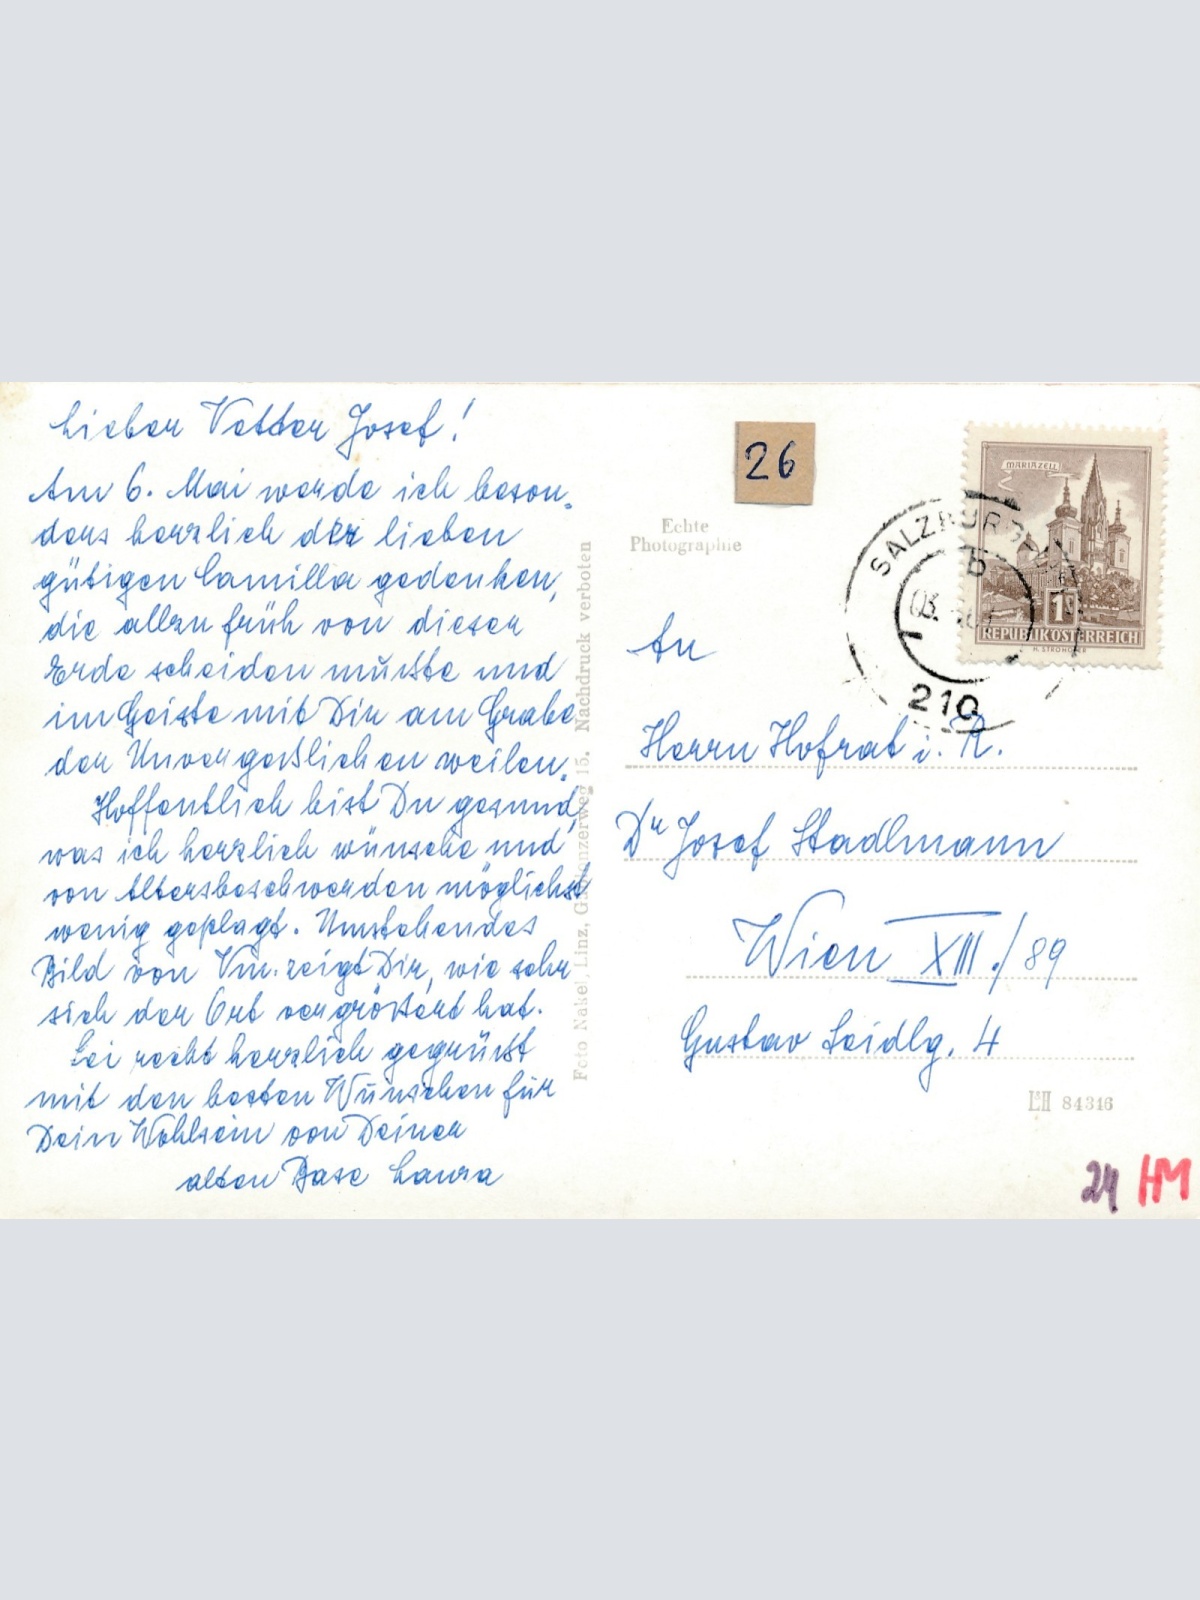 Lieber Vetter Josef!
Am 6. Mai werde ich beson-
ders herzlich der lieben
gütigen Camilla gedenken,
die allzu früh von dieser
Erde scheiden mußte und
im Geiste mit Dir am Grabe
der Unvergeßlichen weilen.
Hoffentlich bist Du gesund,
was ich herzlich wünsche und
von Altersbeschwerden möglichst
wenig geplagt. Umstehendes
Bild von Vm. zeigt Dir, wie sehr
sich der Ort vergrößert hat.
Sei recht herzlich gegrüßt
mit den besten Wünschen für
Dein Wohlsein von Deiner
alten Base Laura
Foto Nakel, Linz, 15. Nachdruck verboten
26
Echte
Photographie
MARIAZELL
1
REPUBLIK ÖSTERREICH
H. STROHOFER
SALZBURG
b
210
An
Herrn Hofrat i. R.
Dr Josef Stadlmann
Wien XIII./89
Gustav Seidlg. 4
84316
24 HM